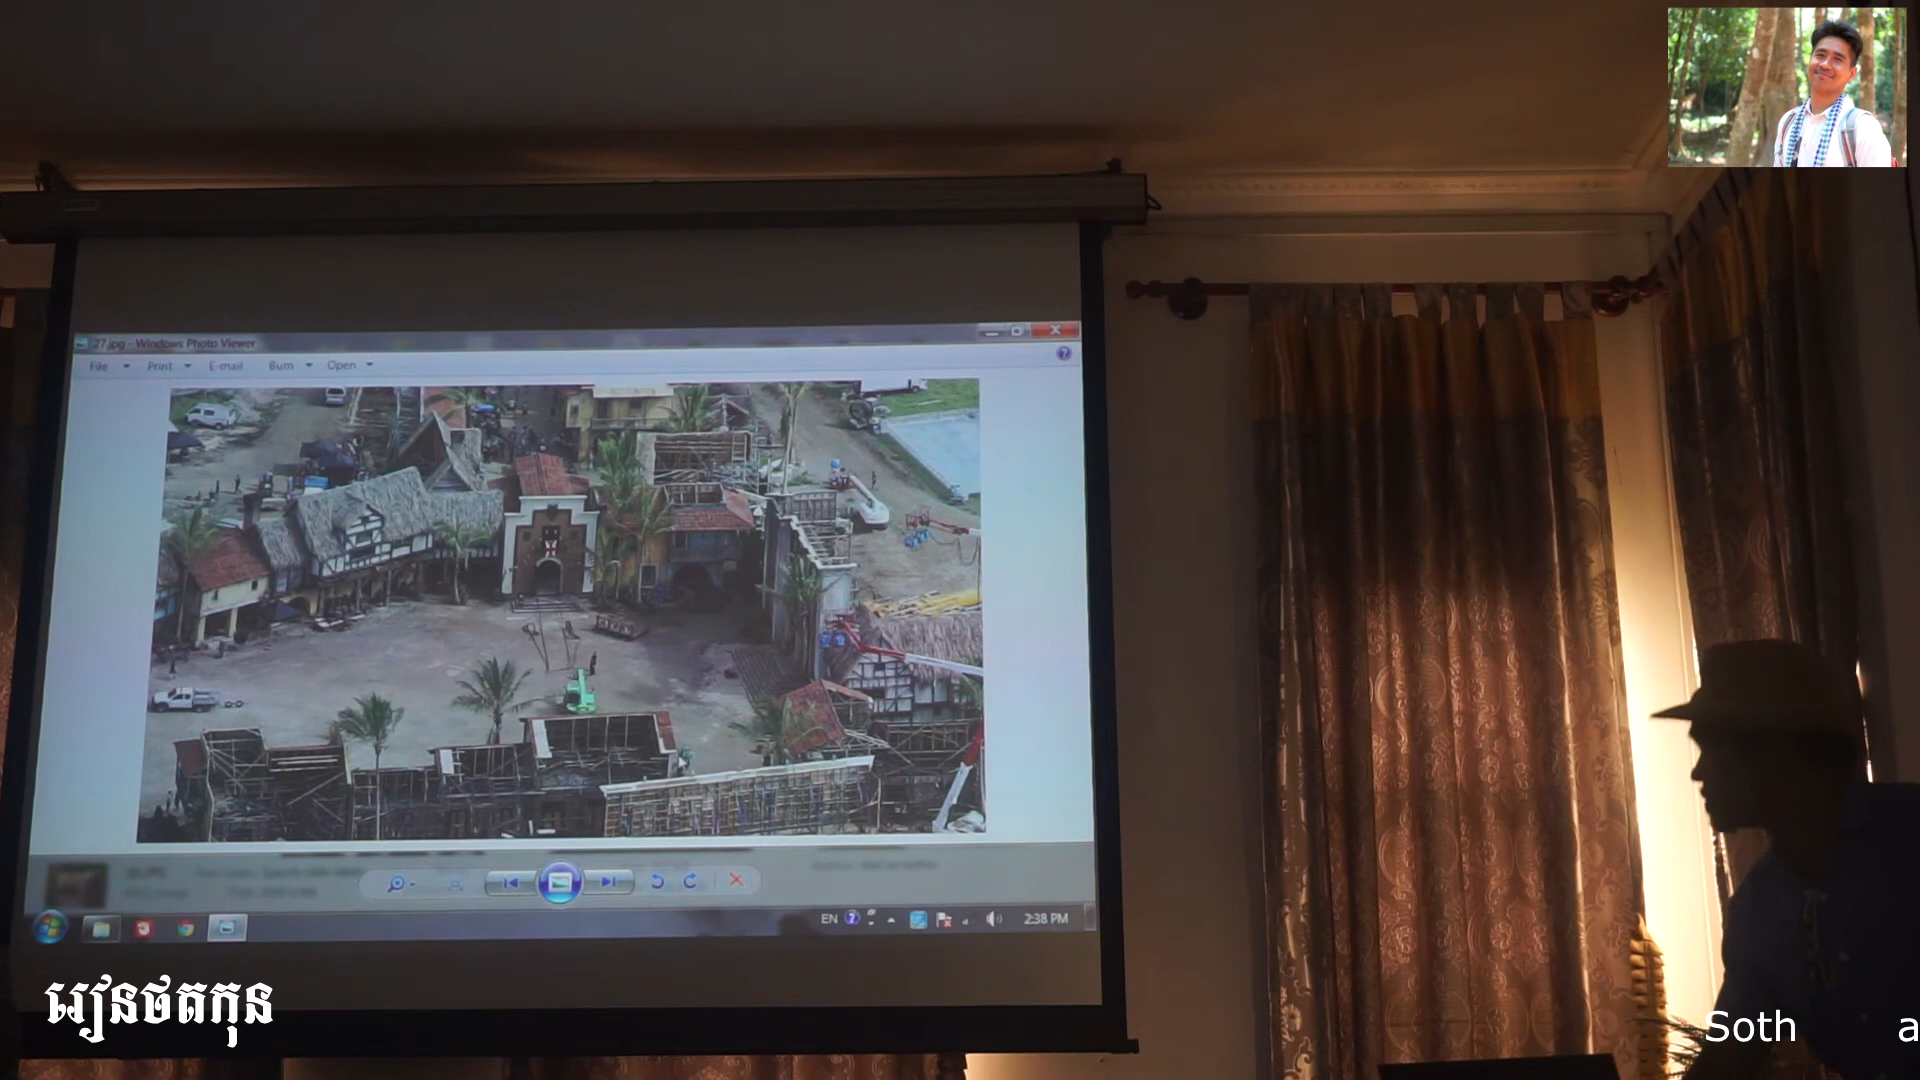 27.jpg - Windows Photo Viewer
File Print E-mail Burn Open
EN 2:38 PM
រៀនថតកុន
Soth a